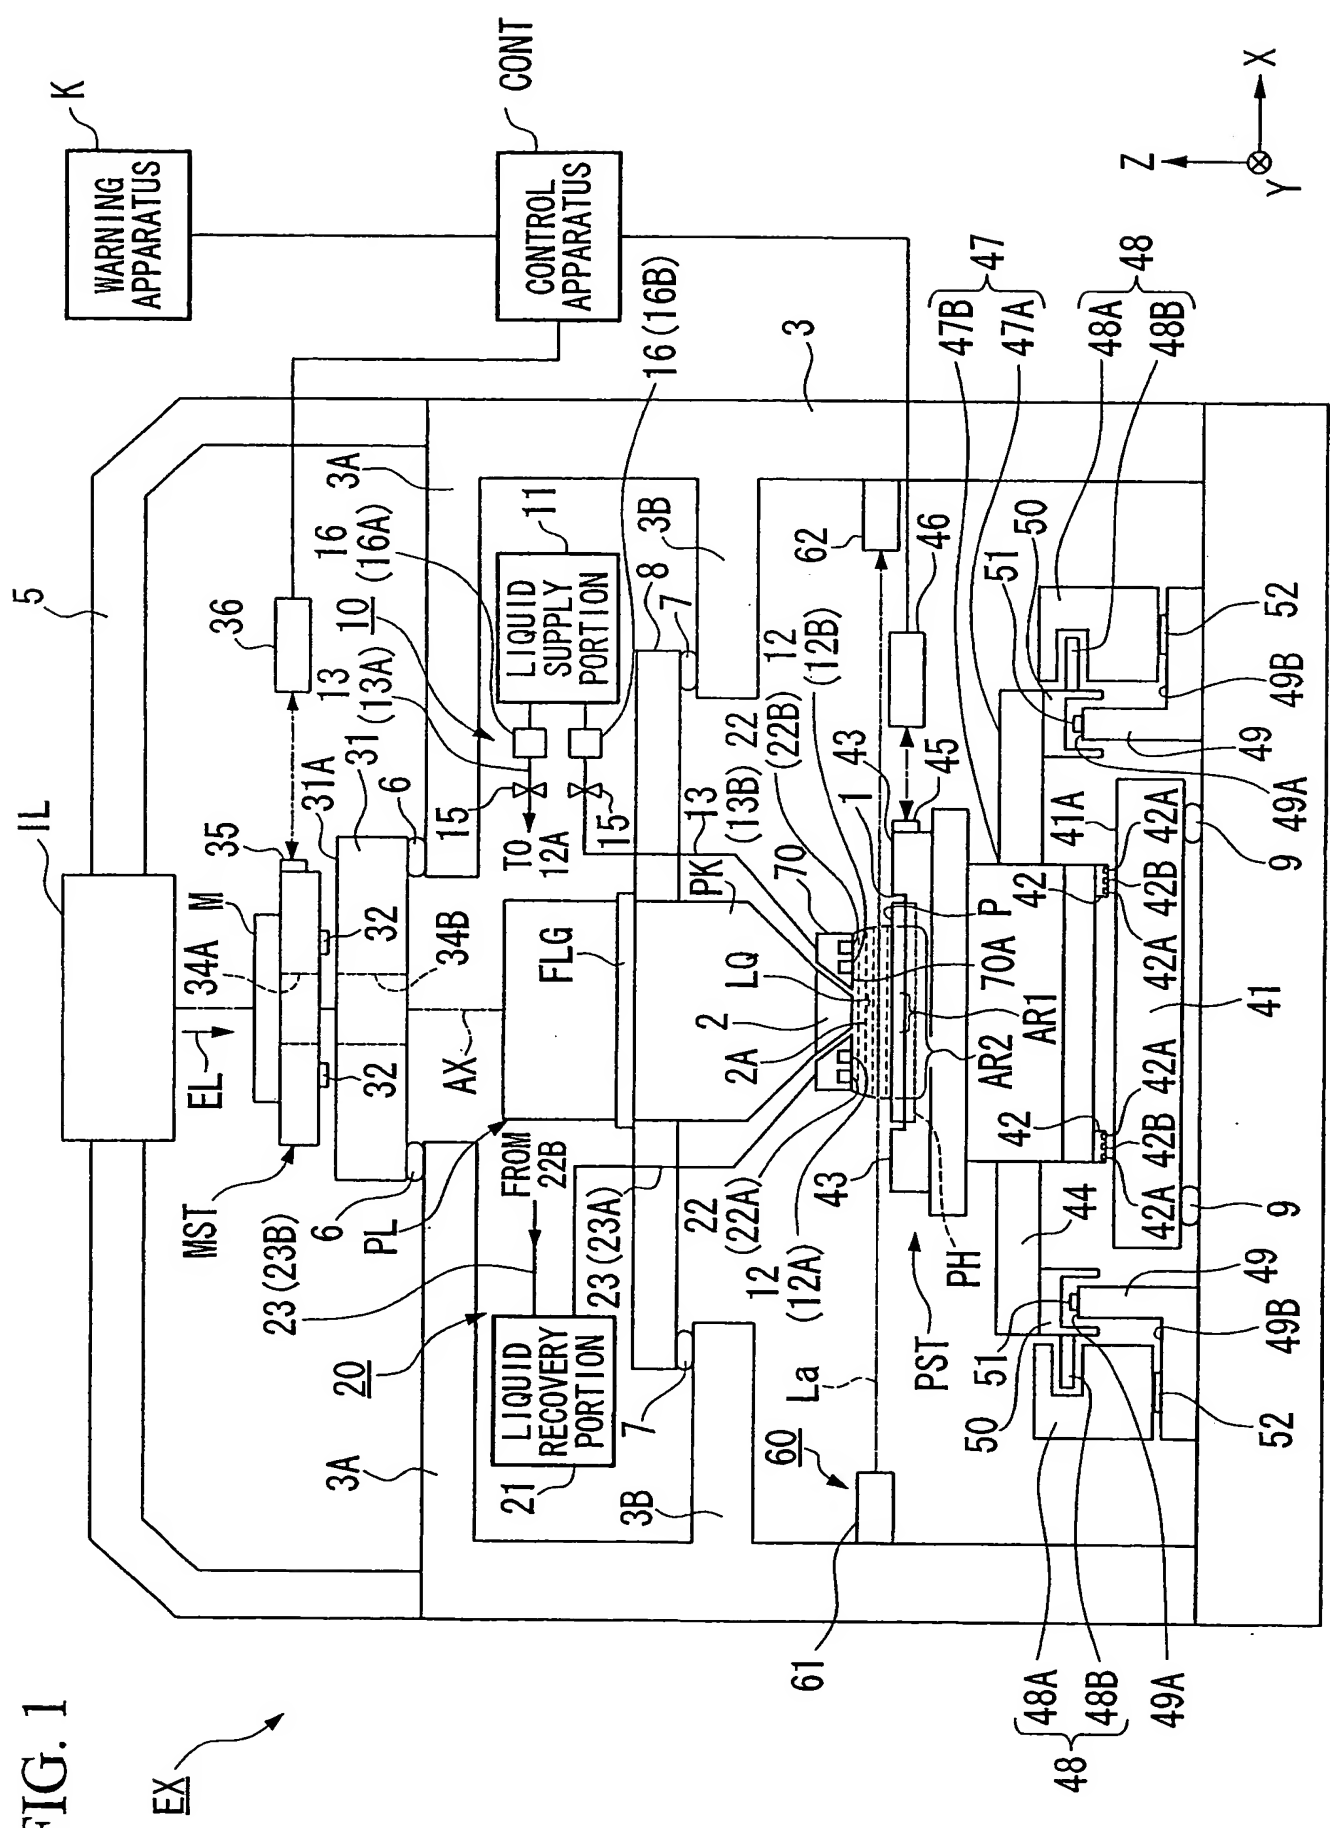 FIG. 1
EX
IL
5
K
WARNING
APPARATUS
CONT
CONTROL
APPARATUS
EL
MST
M
34A
35
36
31A
31
32
32
34B
6
6
3A
3A
3
AX
PL
FLG
PK
23 (23B)
20
FROM
22B
LIQUID
RECOVERY
PORTION
21
23 (23A)
13
(13A)
10
16
(16A)
15
TO
12A
15
LIQUID
SUPPLY
PORTION
11
16 (16B)
8
7
7
3B
3B
13
(13B)
22
(22B)
12
(12B)
22
(22A)
12
(12A)
70
2
2A
LQ
1
43
43
45
46
62
La
60
61
P
70A
AR1
AR2
PH
PST
44
47B
47A
47
48A
48B
48
50
51
50
51
52
52
49
49
49A
49B
49B
49A
41A
41
42
42
42A
42B
42A
42A
42B
42A
9
9
48A
48B
48
Z
X
Y